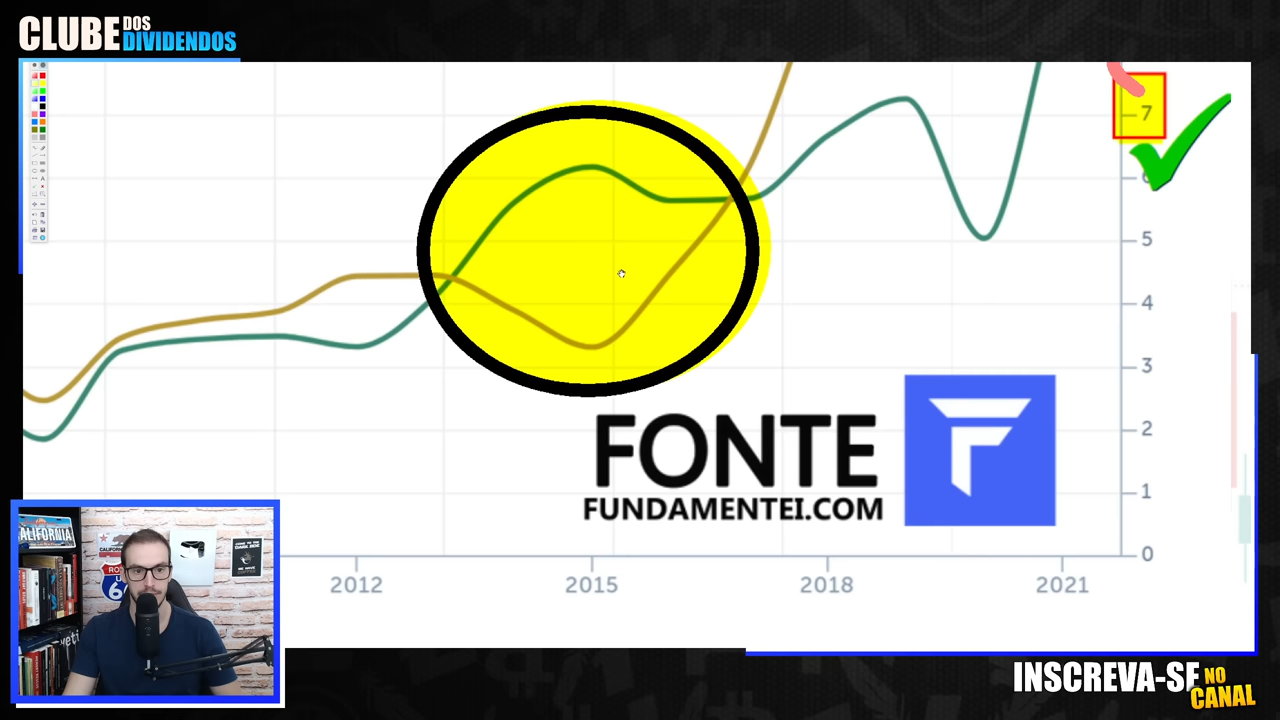 CLUBE DOS DIVIDENDOS
7
6
5
4
3
2
1
0
FONTE
FUNDAMENTEI.COM
2012
2015
2018
2021
CALIFORNIA
INSCREVA-SE NO CANAL